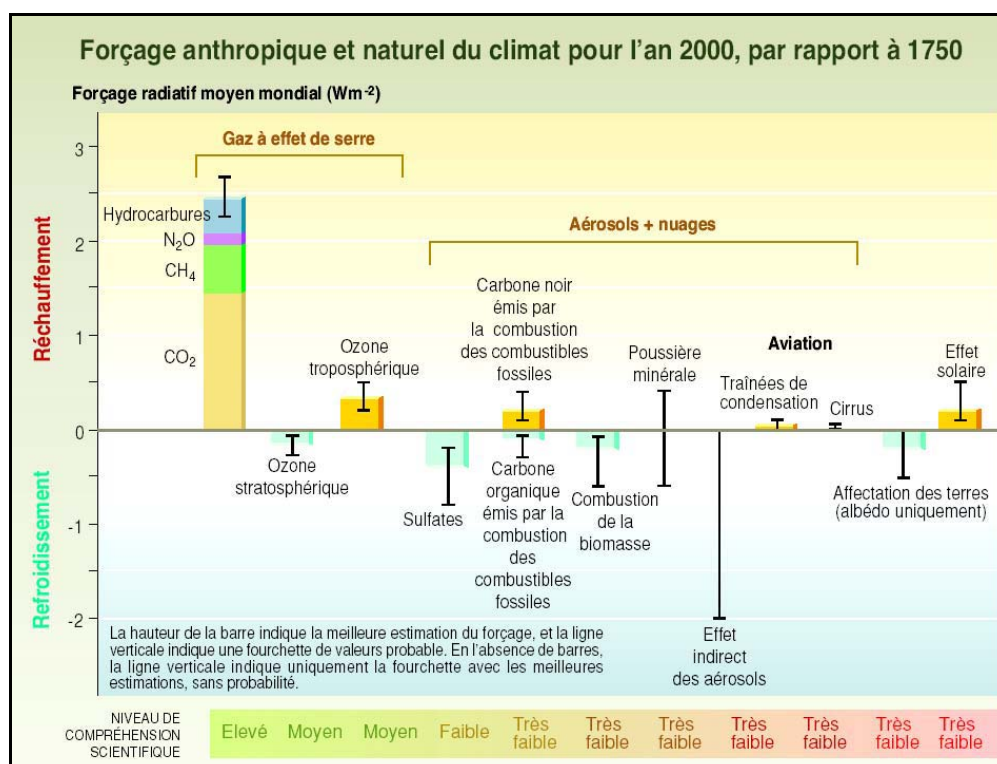 Forçage anthropique et naturel du climat pour l'an 2000, par rapport à 1750
Forçage radiatif moyen mondial (Wm-2)
Réchauffement
Refroidissement
3
2
1
0
-1
-2
Gaz à effet de serre
Hydrocarbures
N2O
CH4
CO2
Ozone
stratosphérique
Ozone
troposphérique
Aérosols + nuages
Sulfates
Carbone noir
émis par
la combustion
des combustibles
fossiles
Carbone
organique
émis par la
combustion
des
combustibles
fossiles
Combustion
de la
biomasse
Poussière
minérale
Effet
indirect
des aérosols
Aviation
Traînées de
condensation
Cirrus
Affectation des terres
(albédo uniquement)
Effet
solaire
La hauteur de la barre indique la meilleure estimation du forçage, et la ligne
verticale indique une fourchette de valeurs probable. En l'absence de barres,
la ligne verticale indique uniquement la fourchette avec les meilleures
estimations, sans probabilité.
NIVEAU DE
COMPRÉHENSION
SCIENTIFIQUE
Elevé
Moyen
Moyen
Faible
Très
faible
Très
faible
Très
faible
Très
faible
Très
faible
Très
faible
Très
faible